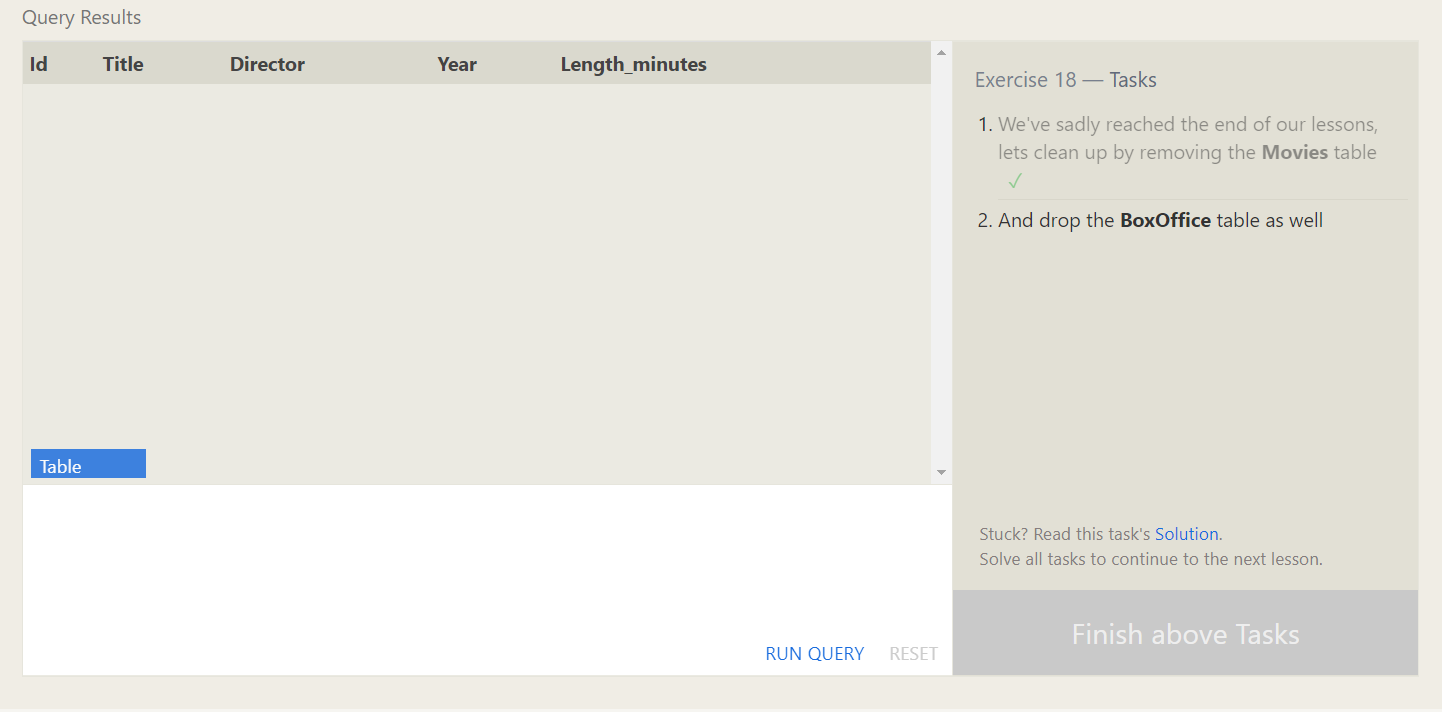 Query Results
Id Title Director Year Length_minutes
Table
RUN QUERY RESET
Exercise 18 — Tasks
1. We've sadly reached the end of our lessons,
lets clean up by removing the Movies table
✓
2. And drop the BoxOffice table as well
Stuck? Read this task's Solution.
Solve all tasks to continue to the next lesson.
Finish above Tasks